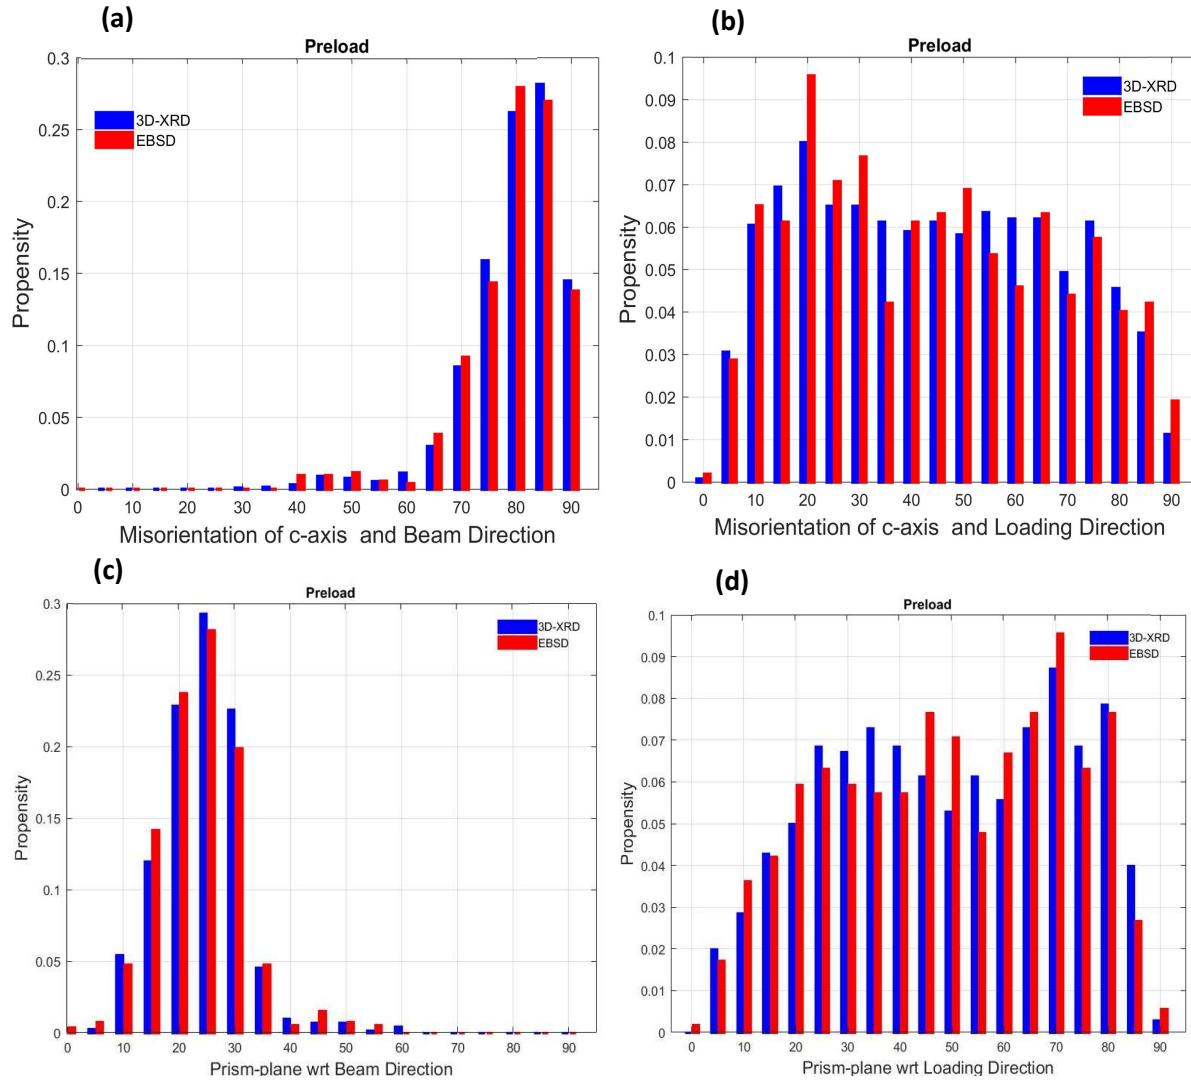 (a)
Preload
0.3
0.25
0.2
0.15
0.1
0.05
0
3D-XRD
EBSD
Propensity
0 10 20 30 40 50 60 70 80 90
Misorientation of c-axis and Beam Direction
(b)
Preload
0.1
0.09
0.08
0.07
0.06
0.05
0.04
0.03
0.02
0.01
0
3D-XRD
EBSD
Propensity
0 10 20 30 40 50 60 70 80 90
Misorientation of c-axis and Loading Direction
(c)
Preload
0.3
0.25
0.2
0.15
0.1
0.05
0
3D-XRD
EBSD
Propensity
0 10 20 30 40 50 60 70 80 90
Prism-plane wrt Beam Direction
(d)
Preload
0.1
0.09
0.08
0.07
0.06
0.05
0.04
0.03
0.02
0.01
0
3D-XRD
EBSD
Propensity
0 10 20 30 40 50 60 70 80 90
Prism-plane wrt Loading Direction